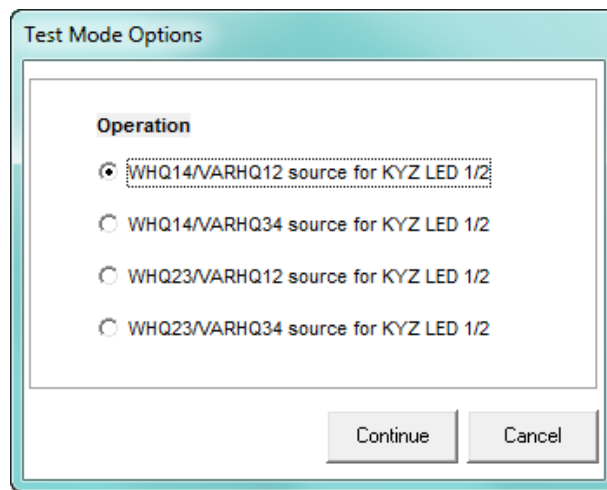 Test Mode Options
Operation
WHQ14/VARHQ12 source for KYZ LED 1/2
WHQ14/VARHQ34 source for KYZ LED 1/2
WHQ23/VARHQ12 source for KYZ LED 1/2
WHQ23/VARHQ34 source for KYZ LED 1/2
Continue Cancel